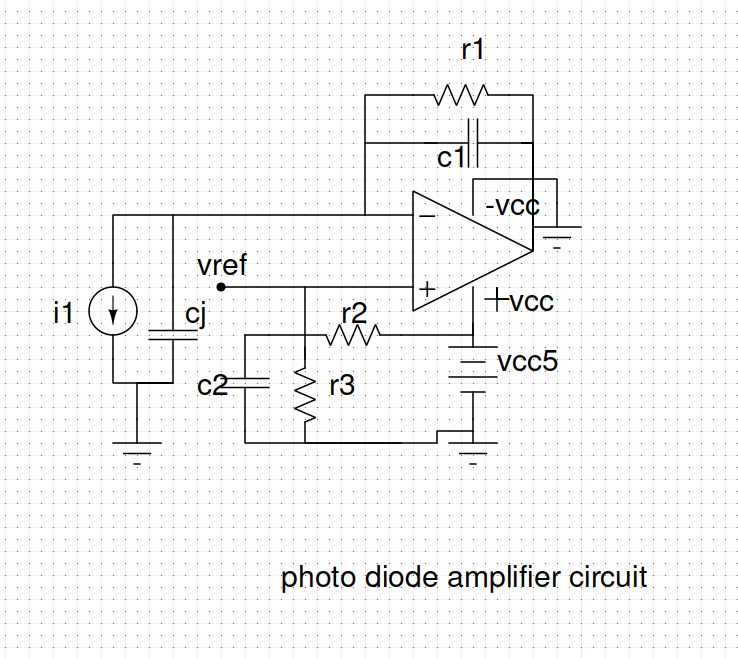 r1
c1
-vcc
vref
+vcc
i1
cj
r2
vcc5
c2
r3
photo diode amplifier circuit